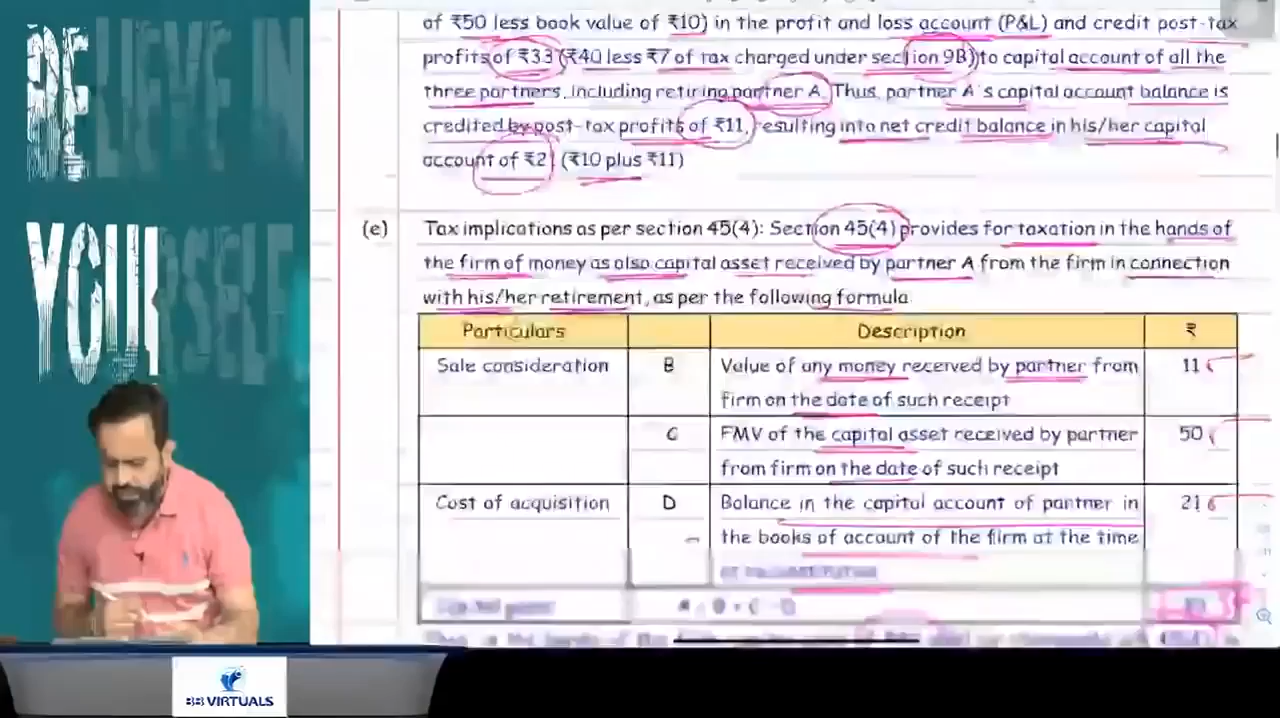 BELIEVE IN
YOURSELF
of ₹50 less book value of ₹10) in the profit and loss account (P&L) and credit post-tax
profits of ₹33 (₹40 less ₹7 of tax charged under section 9B) to capital account of all the
three partners, including retiring partner A. Thus, partner A's capital account balance is
credited by post-tax profits of ₹11, resulting into net credit balance in his/her capital
account of ₹2 (₹10 plus ₹11)
(e) Tax implications as per section 45(4): Section 45(4) provides for taxation in the hands of
the firm of money as also capital asset received by partner A from the firm in connection
with his/her retirement, as per the following formula
Particulars Description ₹
Sale consideration B Value of any money received by partner from 11
firm on the date of such receipt
C FMV of the capital asset received by partner 50
from firm on the date of such receipt
Cost of acquisition D Balance in the capital account of partner in 21
the books of account of the firm at the time
BB VIRTUALS